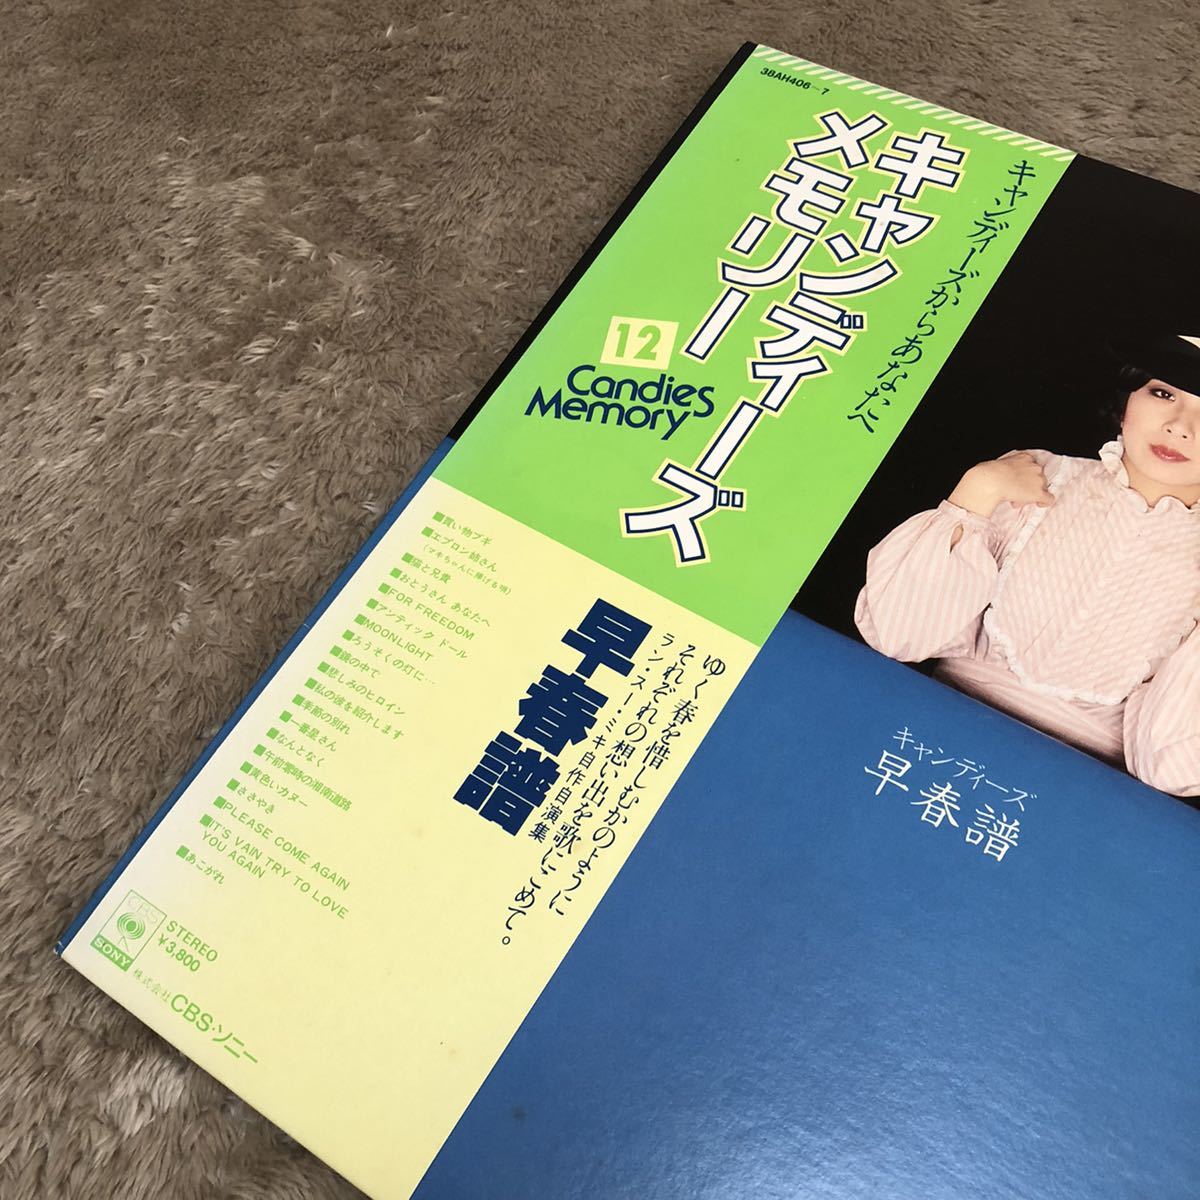 38AH406-7
キャンディーズからあなたへ
キャンディーズ
メモリー
12
Candies
Memory
ゆく春を惜しむかのように
それぞれの想い出を歌にこめて。
ラン・スー・ミキ自作自演集
早春譜
■買い物ブギ
■エプロン姉さん
(マキちゃんに捧げる唄)
■猫と兄貴
■おとうさん あなたへ
■FOR FREEDOM
■アンティック ドール
■MOONLIGHT
■ろうそくの灯に…
■鏡の中で
■悲しみのヒロイン
■私の彼を紹介します
■季節の別れ
■一番星さん
■なんとなく
■午前零時の湘南道路
■黄色いカヌー
■ささやき
■PLEASE COME AGAIN
■IT'S VAIN TRY TO LOVE
YOU AGAIN
■あこがれ
CBS
SONY
STEREO
¥3,800
株式会社 CBS・ソニー
キャンディーズ
早春譜